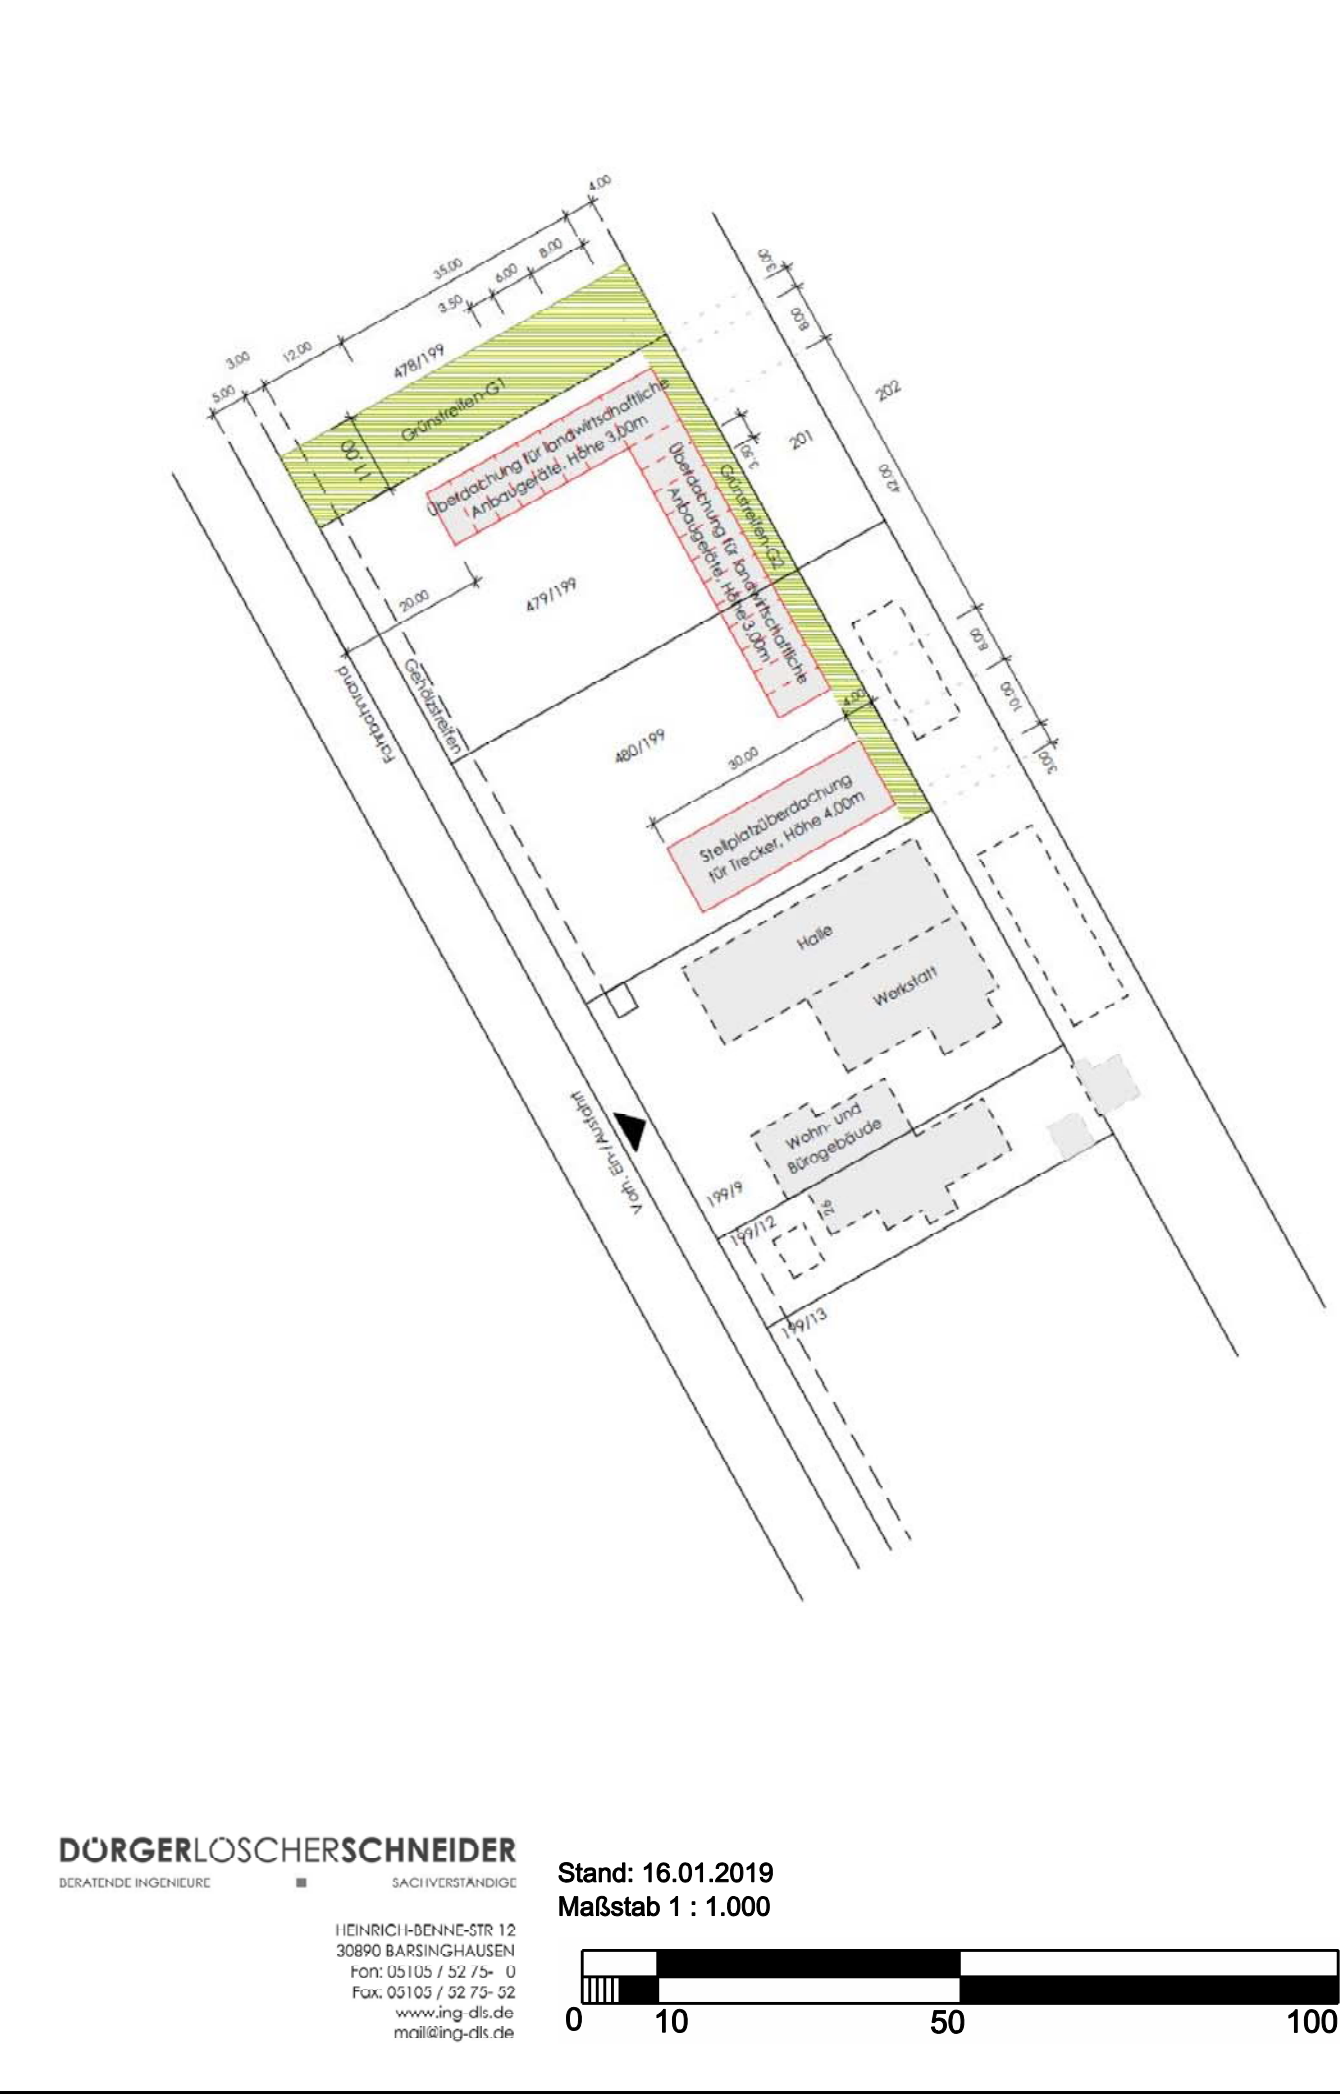 4.00
35.00
8.00
6.00
3.50
3.00
12.00
5.00
478/199
Grünstreifen-G1
11.00
3.00
8.00
202
201
42.00
3.50
Überdachung für landwirtschaftliche
Anbaugeräte, Höhe 3,00m
Überdachung für landwirtschaftliche
Anbaugeräte, Höhe 3,00m
Grünstreifen-G2
20.00
479/199
Fahrbahnrand
Gehölzstreifen
8.00
10.00
3.00
4.00
480/199
30.00
Stellplatzüberdachung
für Trecker, Höhe 4,00m
Halle
Werkstatt
Vorh. Ein-/Ausfahrt
Wohn- und
Bürogebäude
199/9
199/12
26
199/13
DÖRGERLÖSCHERSCHNEIDER
BERATENDE INGENIEURE ■ SACHVERSTÄNDIGE
HEINRICH-BENNE-STR 12
30890 BARSINGHAUSEN
Fon: 05105 / 52 75- 0
Fax: 05105 / 52 75- 52
www.ing-dls.de
mail@ing-dls.de
Stand: 16.01.2019
Maßstab 1 : 1.000
0 10 50 100